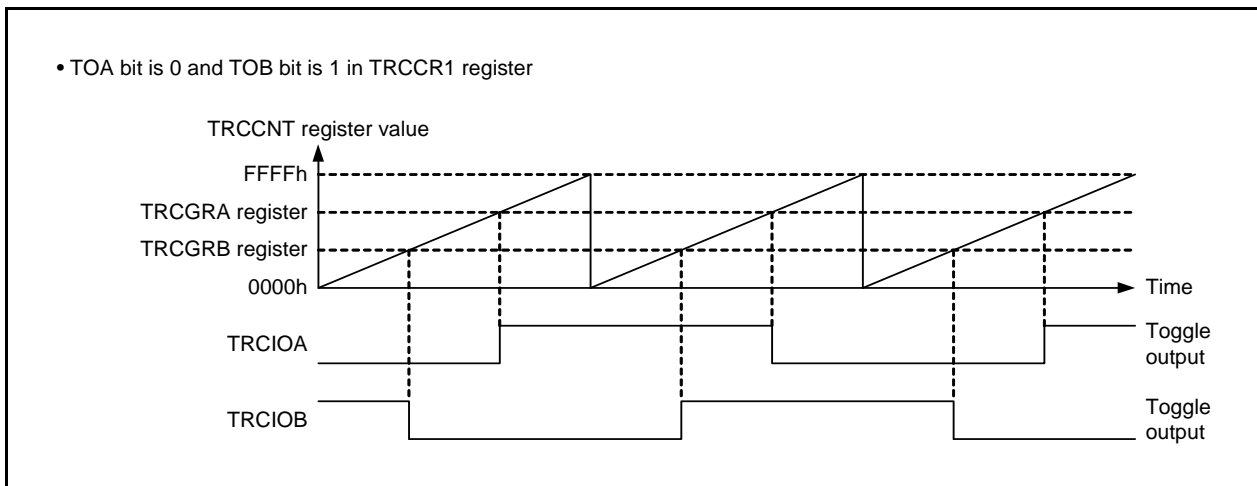 • TOA bit is 0 and TOB bit is 1 in TRCCR1 register
TRCCNT register value
FFFFh
TRCGRA register
TRCGRB register
0000h
Time
TRCIOA
Toggle
output
TRCIOB
Toggle
output